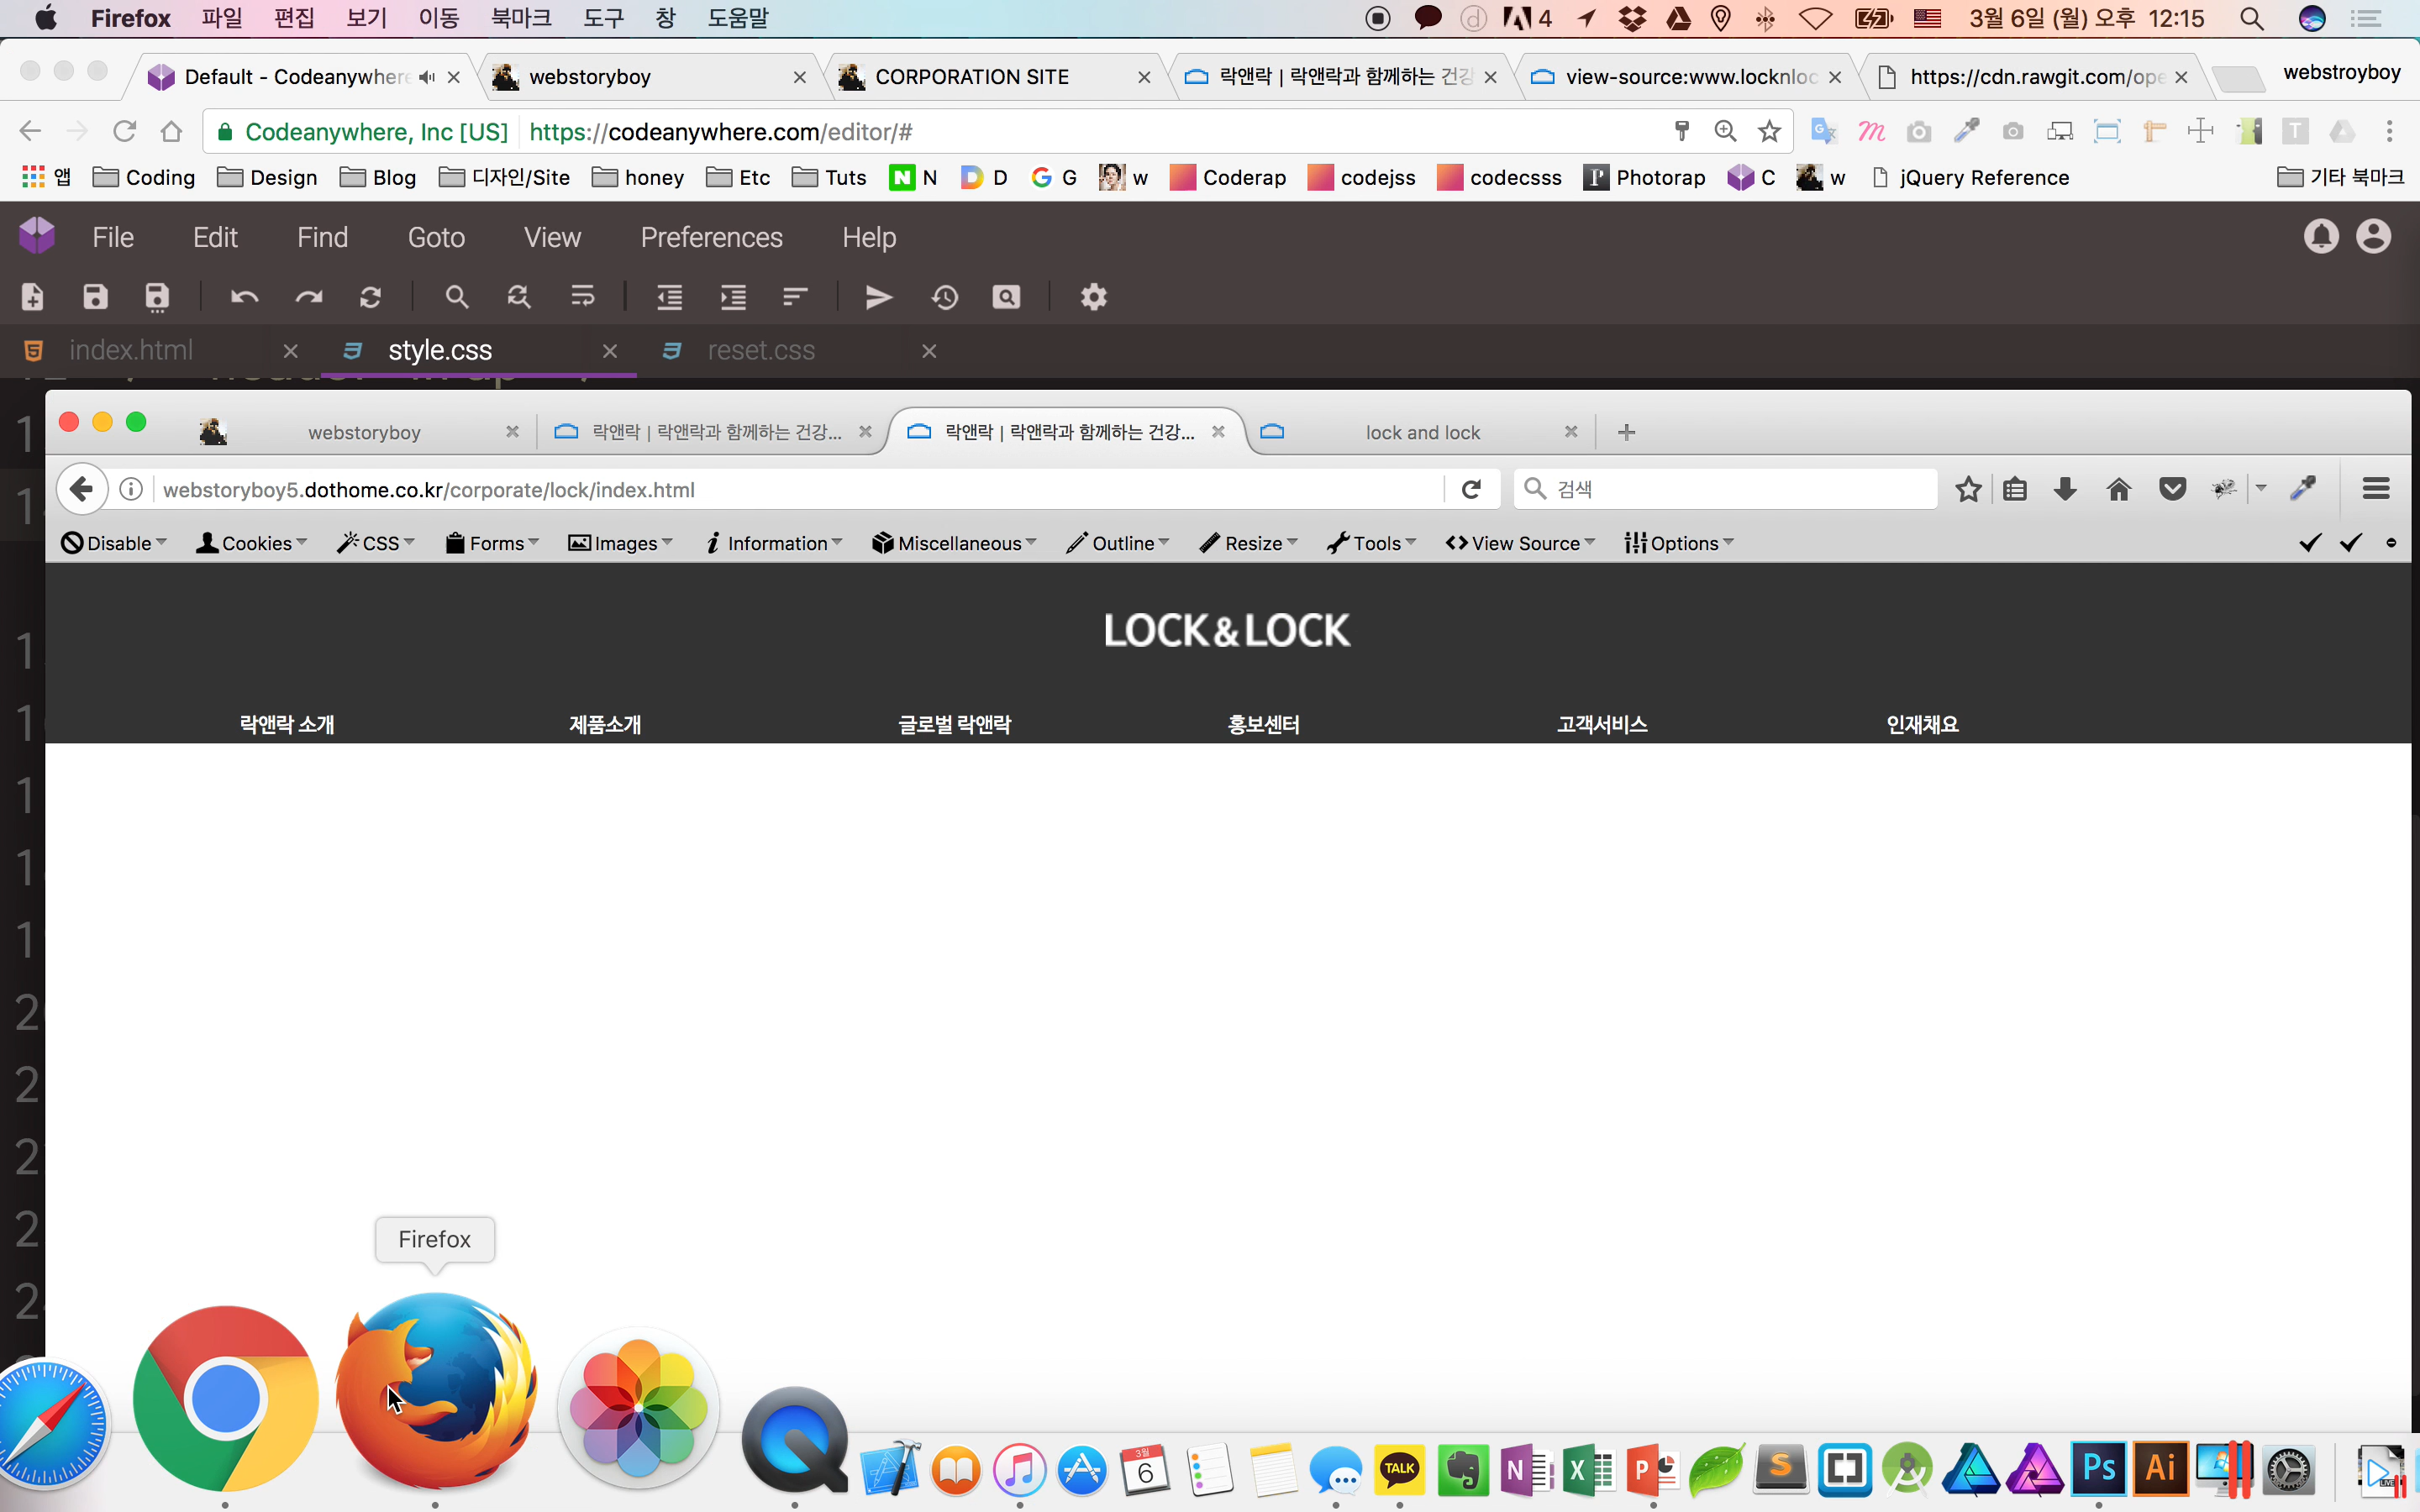 Firefox 파일 편집 보기 이동 북마크 도구 창 도움말 4 3월 6일 (월) 오후 12:15
Default - Codeanywhere webstoryboy CORPORATION SITE 락앤락 | 락앤락과 함께하는 건강 view-source:www.locknloc https://cdn.rawgit.com/ope webstroyboy
Codeanywhere, Inc [US] https://codeanywhere.com/editor/#
앱 Coding Design Blog 디자인/Site honey Etc Tuts N N D G w Coderap codejss codecsss P Photorap C w jQuery Reference 기타 북마크
File Edit Find Goto View Preferences Help
index.html style.css reset.css
webstoryboy 락앤락 | 락앤락과 함께하는 건강... 락앤락 | 락앤락과 함께하는 건강... lock and lock
webstoryboy5.dothome.co.kr/corporate/lock/index.html 검색
Disable Cookies CSS Forms Images Information Miscellaneous Outline Resize Tools View Source Options
LOCK & LOCK
락앤락 소개 제품소개 글로벌 락앤락 홍보센터 고객서비스 인재채요
Firefox
3월 6 TALK N X P S Ps Ai